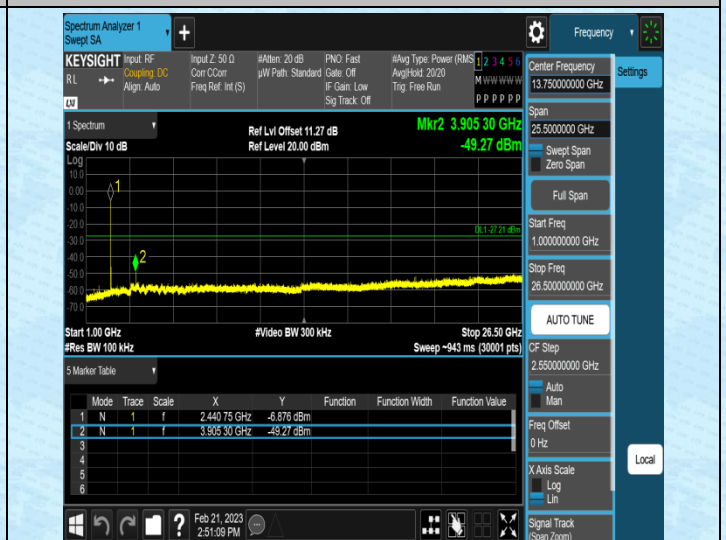 Spectrum Analyzer 1
Swept SA
+
Frequency
KEYSIGHT
RL
Input: RF
Coupling: DC
Align: Auto
Input Z: 50 Ω
Corr CCorr
Freq Ref: Int (S)
#Atten: 20 dB
µW Path: Standard
PNO: Fast
Gate: Off
IF Gain: Low
Sig Track: Off
#Avg Type: Power (RMS
Avg|Hold: 20/20
Trig: Free Run
1 2 3 4 5 6
M W W W W W
P P P P P P
LXI
1 Spectrum
Scale/Div 10 dB
Ref Lvl Offset 11.27 dB
Ref Level 20.00 dBm
Mkr2 3.905 30 GHz
-49.27 dBm
Log
10.0
0.00
-10.0
-20.0
-30.0
-40.0
-50.0
-60.0
-70.0
1
2
DL1 -27.21 dBm
Start 1.00 GHz
#Video BW 300 kHz
Stop 26.50 GHz
#Res BW 100 kHz
Sweep ~943 ms (30001 pts)
5 Marker Table
Mode Trace Scale X Y Function Function Width Function Value
1 N 1 f 2.440 75 GHz -6.876 dBm
2 N 1 f 3.905 30 GHz -49.27 dBm
3
4
5
6
Feb 21, 2023
2:51:09 PM
?
Center Frequency
13.750000000 GHz
Settings
Span
25.5000000 GHz
Swept Span
Zero Span
Full Span
Start Freq
1.000000000 GHz
Stop Freq
26.500000000 GHz
AUTO TUNE
CF Step
2.550000000 GHz
Auto
Man
Freq Offset
0 Hz
X Axis Scale
Log
Lin
Local
Signal Track
(Span Zoom)